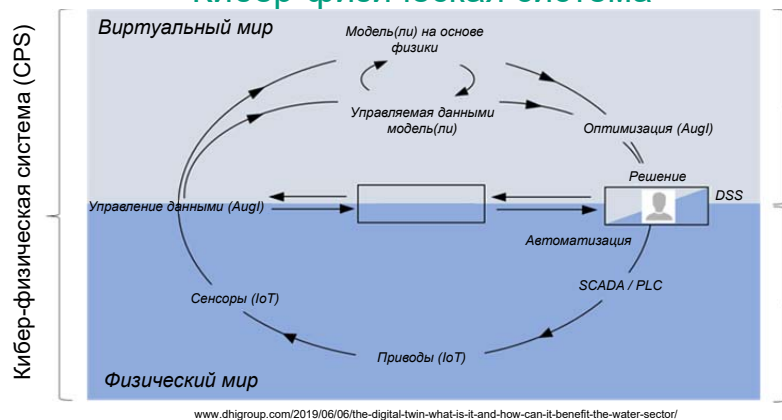 Кибер-физическая система
Виртуальный мир
Модель(ли) на основе
физики
Управляемая данными
модель(ли)
Оптимизация (AugI)
Решение
DSS
Управление данными (AugI)
Автоматизация
SCADA / PLC
Сенсоры (IoT)
Приводы (IoT)
Физический мир
Кибер-физическая система (CPS)
www.dhigroup.com/2019/06/06/the-digital-twin-what-is-it-and-how-can-it-benefit-the-water-sector/